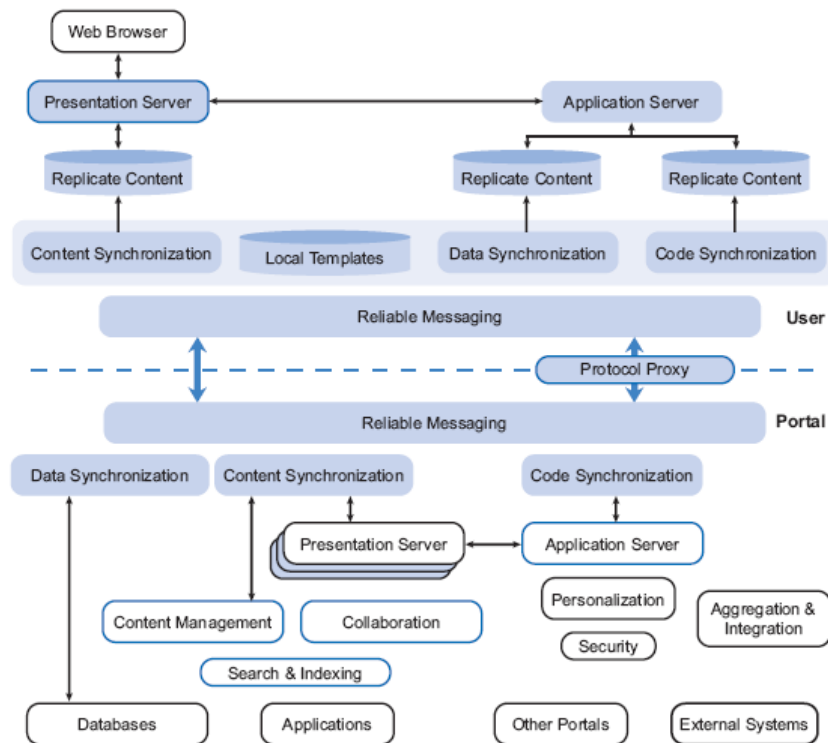 Web Browser
Presentation Server
Application Server
Replicate Content
Replicate Content
Replicate Content
Content Synchronization
Local Templates
Data Synchronization
Code Synchronization
Reliable Messaging
User
Protocol Proxy
Reliable Messaging
Portal
Data Synchronization
Content Synchronization
Code Synchronization
Presentation Server
Application Server
Personalization
Aggregation &
Integration
Content Management
Collaboration
Security
Search & Indexing
Databases
Applications
Other Portals
External Systems